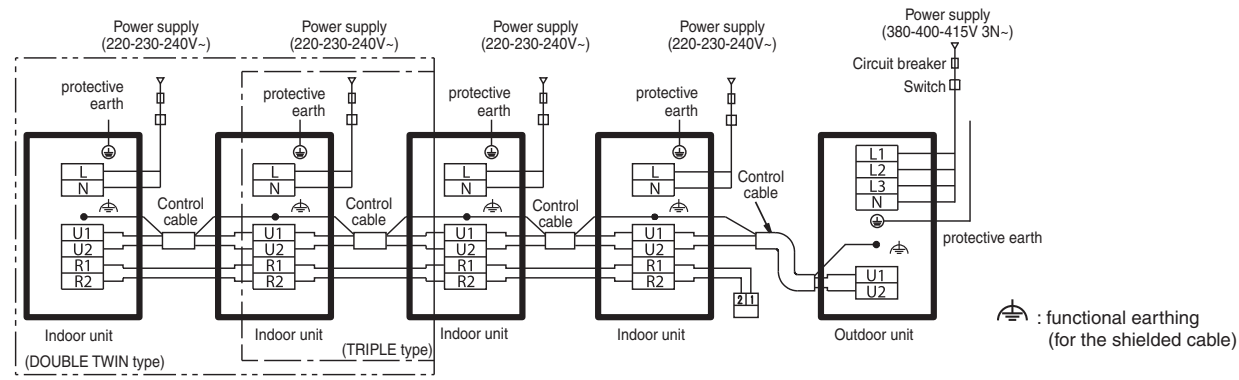 Power supply
(220-230-240V~)
Power supply
(220-230-240V~)
Power supply
(220-230-240V~)
Power supply
(220-230-240V~)
Power supply
(380-400-415V 3N~)
Circuit breaker
Switch
protective
earth
protective
earth
protective
earth
protective
earth
L
N
L
N
L
N
L
N
L1
L2
L3
N
Control
cable
Control
cable
Control
cable
Control
cable
protective earth
U1
U2
R1
R2
U1
U2
R1
R2
U1
U2
R1
R2
U1
U2
R1
R2
2 1
U1
U2
Indoor unit
Indoor unit
Indoor unit
Indoor unit
Outdoor unit
(DOUBLE TWIN type)
(TRIPLE type)
: functional earthing
(for the shielded cable)